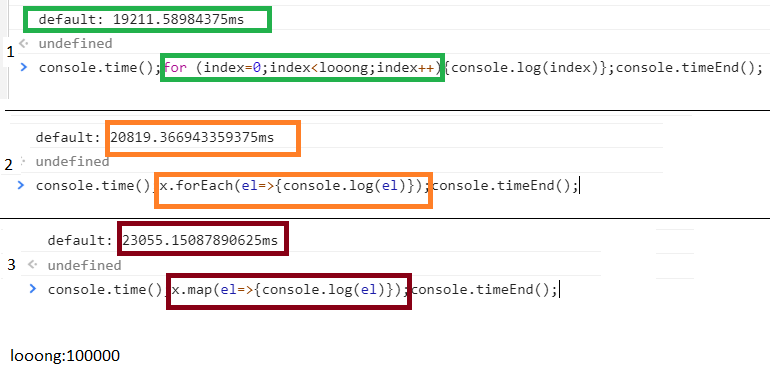 default: 19211.58984375ms
undefined
1
console.time();for (index=0;index<looong;index++){console.log(index)};console.timeEnd();
default: 20819.366943359375ms
2 undefined
console.time() x.forEach(el=>{console.log(el)});console.timeEnd();
default: 23055.15087890625ms
3 undefined
console.time() x.map(el=>{console.log(el)});console.timeEnd();
looong:100000